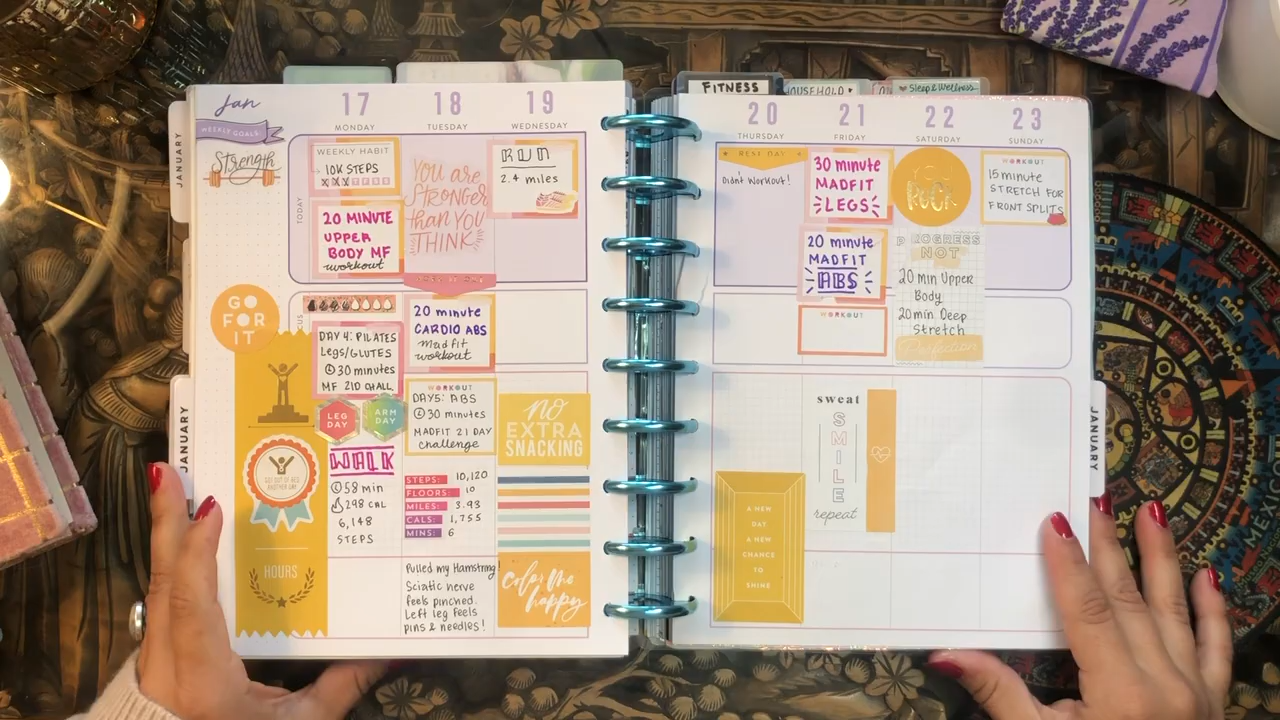 Jan
WEEKLY GOALS:
Strength
JANUARY
JANUARY
TODAY
GO
FOR
IT
HOURS
17
MONDAY
WEEKLY HABIT
10K STEPS
XXX
20 MINUTE
UPPER
BODY MF
workout
DAY 4: PILATES
Legs/GLUTES
30 minutes
MF 21D CHALL.
LEG
DAY
ARM
DAY
WALK
58 min
298 CAL
6,148
STEPS
18
TUESDAY
YOU are
Stronger
than YOU
THINK
20 minute
CARDIO ABS
Madfit
workout
WORKOUT
DAY5: ABS
30 minutes
MADFIT 21 DAY
challenge
STEPS: 10,120
FLOORS: 10
MILES: 3.93
CALS: 1,755
MINS: 6
Pulled my Hamstring!
Sciatic nerve
feels pinched.
Left leg feels
pins & needles!
19
WEDNESDAY
RUN
2.4 miles
no
EXTRA
SNACKING
Color Me
happy
FITNESS
HOUSEHOLD
Sleep & Wellness
20
THURSDAY
REST DAY
Didn't workout!
A NEW
DAY
A NEW
CHANCE
TO
SHINE
21
FRIDAY
30 minute
MADFIT
LEGS
20 minute
MADFIT
ABS
WORKOUT
sweat
SMILE
repeat
22
SATURDAY
ROCK
PROGRESS
NOT
20 min Upper
Body
20min Deep
Stretch
Perfection
23
SUNDAY
WORKOUT
15 minute
STRETCH FOR
FRONT SPLITS
JANUARY
MÉXICO